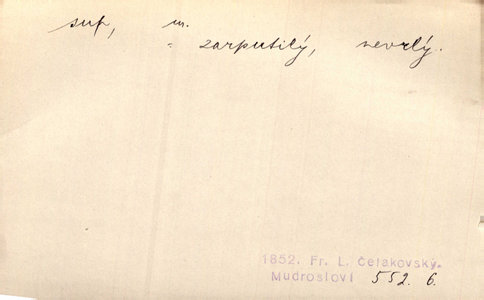 sup, m.
= zarputilý, nevrlý.
1852. Fr. L. Čelakovský.
Mudrosloví 552. 6.